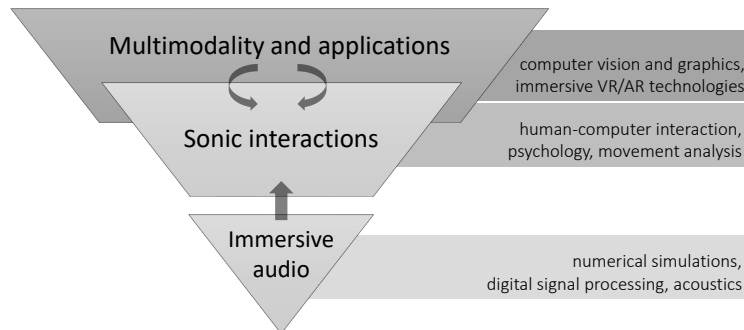 Multimodality and applications
computer vision and graphics,
immersive VR/AR technologies
Sonic interactions
human-computer interaction,
psychology, movement analysis
Immersive
audio
numerical simulations,
digital signal processing, acoustics